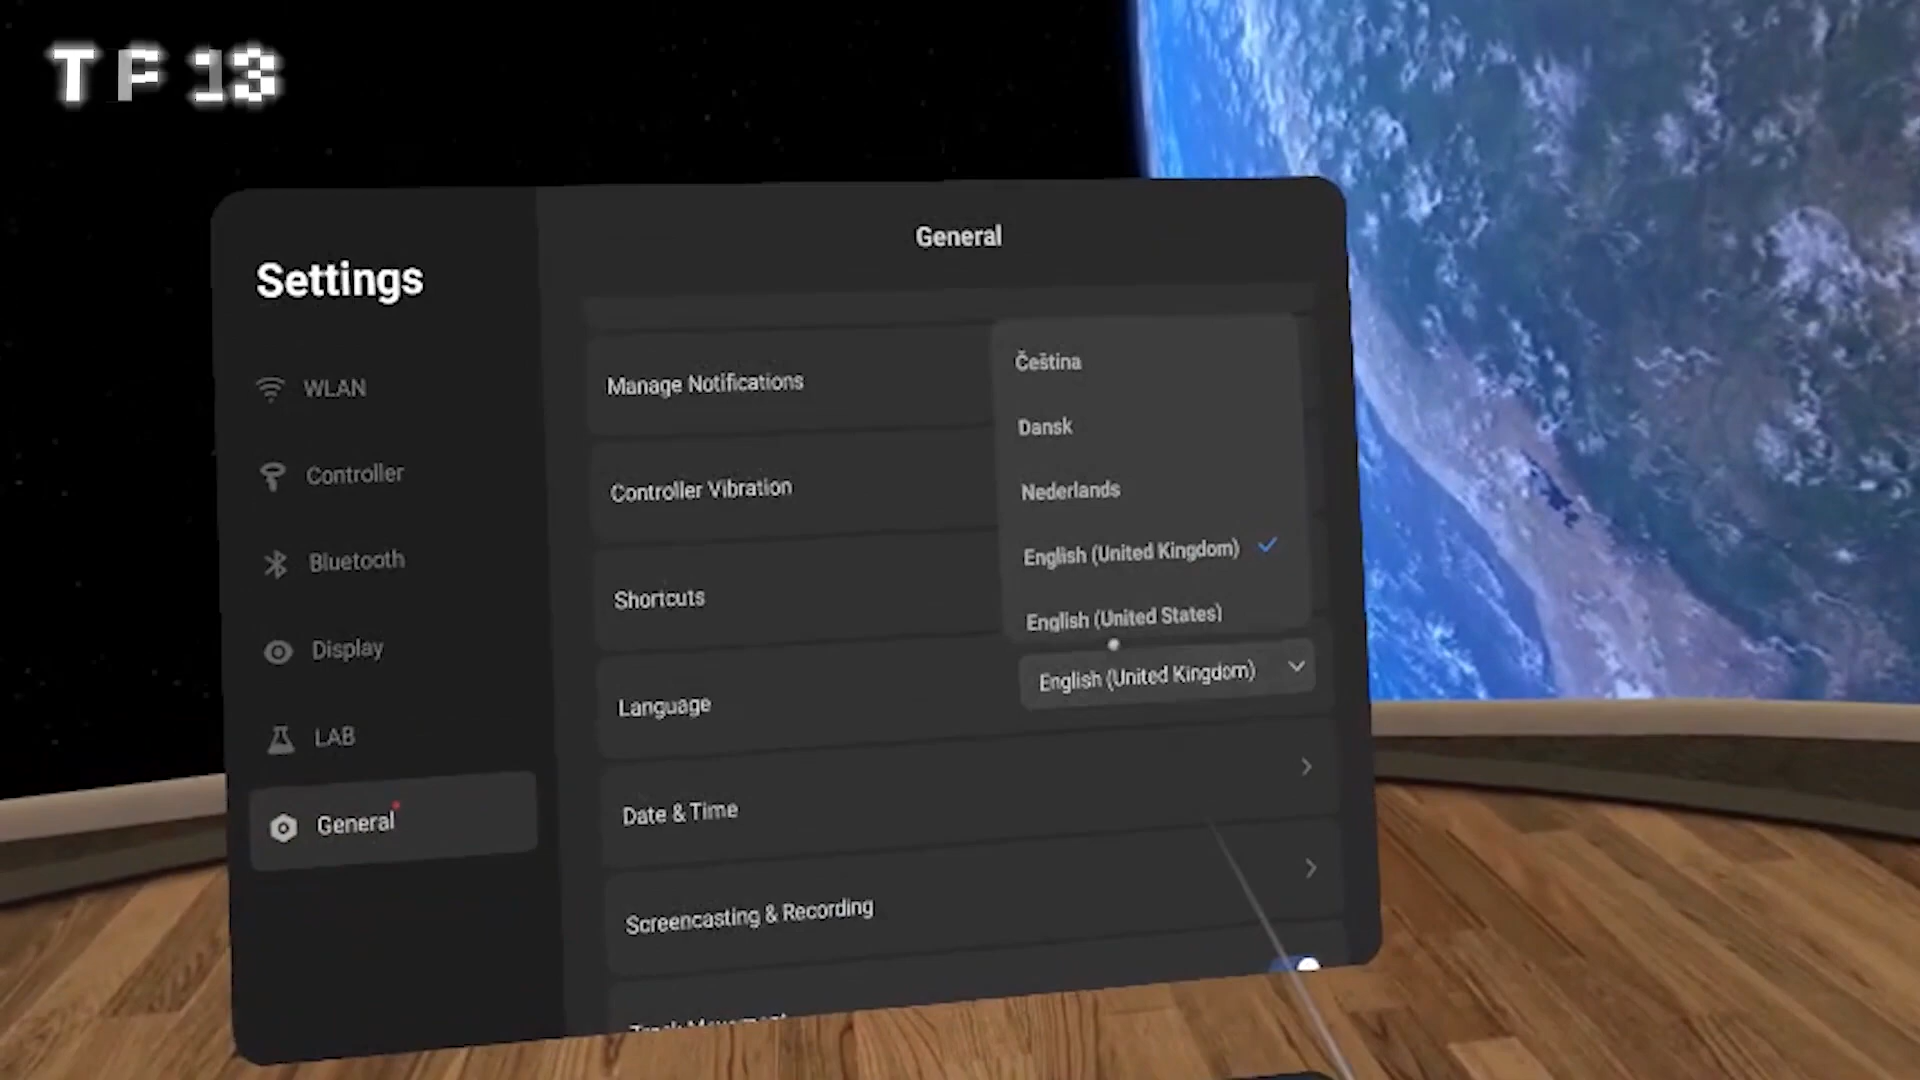 TF 13
General
Settings
WLAN
Controller
Bluetooth
Display
LAB
General
Manage Notifications
Controller Vibration
Shortcuts
Language
Date & Time
Screencasting & Recording
Čeština
Dansk
Nederlands
English (United Kingdom)
English (United States)
English (United Kingdom)